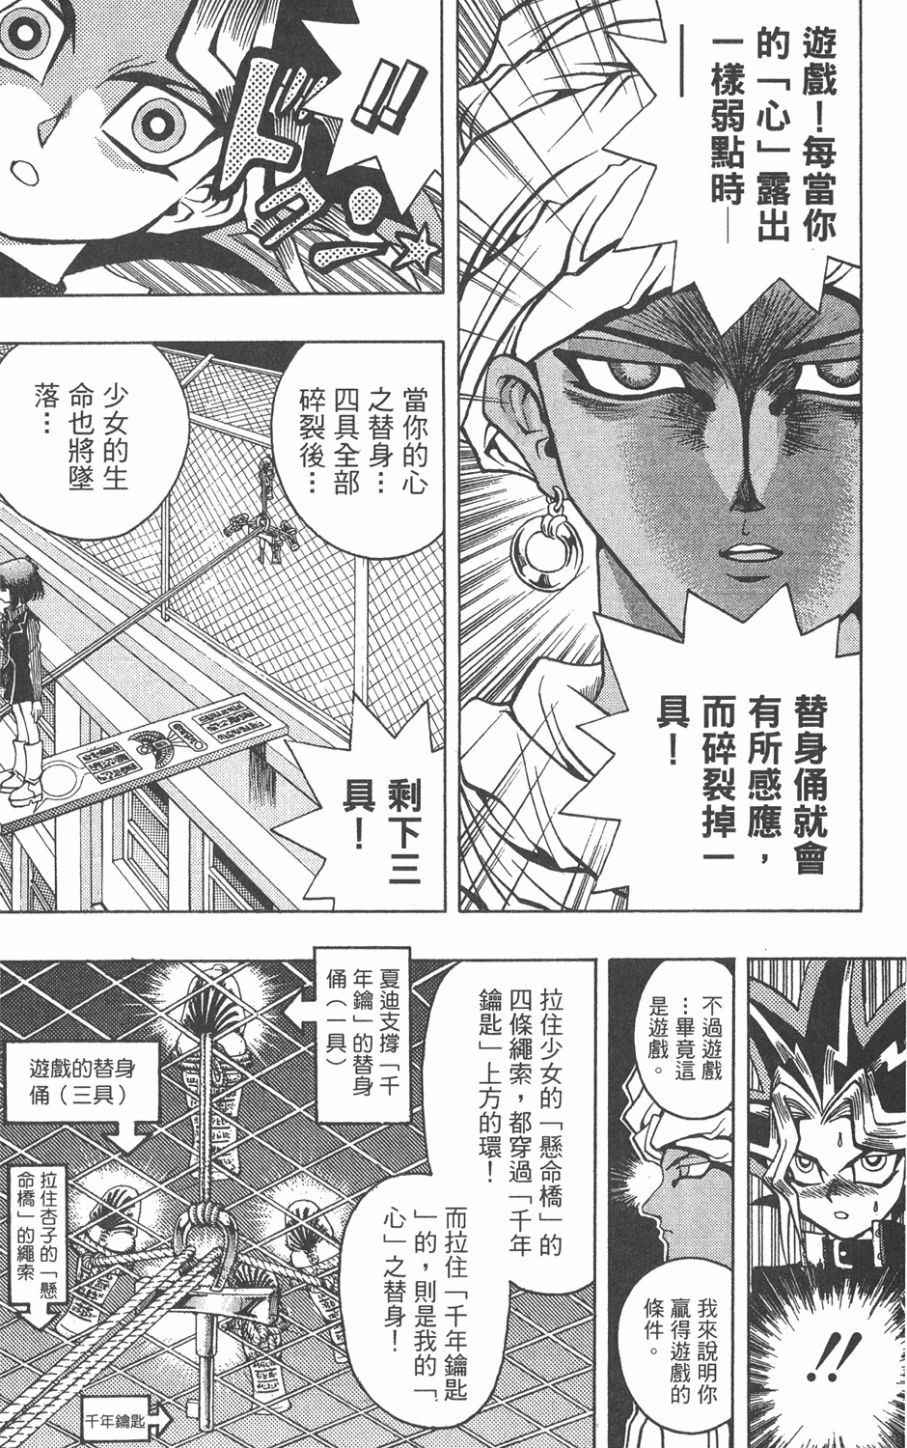 遊戲！每當你
的「心」露出
一樣弱點時—
—
替身俑就會
有所感應，
而碎裂掉一
具！
!!
ドクン☆
當你的心
之替身…
四具全部
碎裂後…
少女的生
命也將墜
落…
剩下三
具！
不過遊戲
…畢竟這
是遊戲。
!!
我來說明你
贏得遊戲的
條件。
拉住少女的「懸命橋」的
四條繩索，都穿過「千年
鑰匙」上方的環！
而拉住「千年鑰匙
」的，則是我的「
心」之替身！
夏迪支撐「千
年鑰」的替身
俑（一具）
遊戲的替身
俑（三具）
拉住杏子的「懸
命橋」的繩索
千年鑰匙